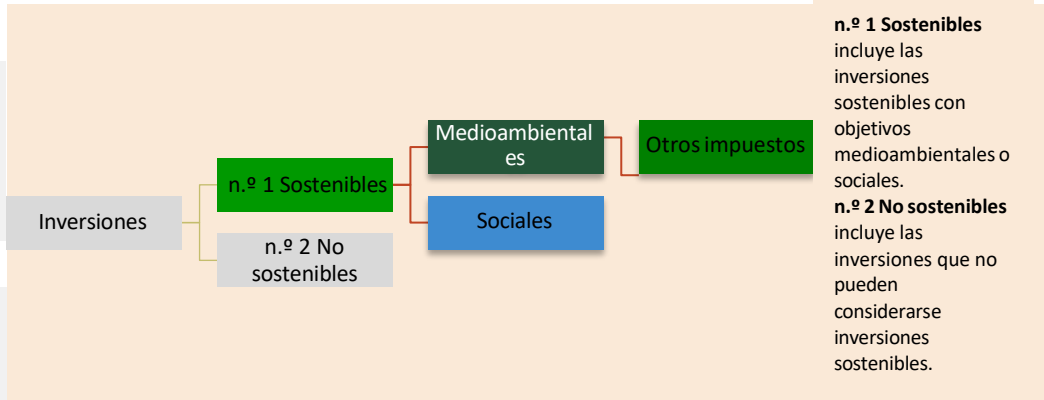 Inversiones
n.º 1 Sostenibles
n.º 2 No
sostenibles
Medioambiental
es
Sociales
Otros impuestos
n.º 1 Sostenibles
incluye las
inversiones
sostenibles con
objetivos
medioambientales o
sociales.
n.º 2 No sostenibles
incluye las
inversiones que no
pueden
considerarse
inversiones
sostenibles.